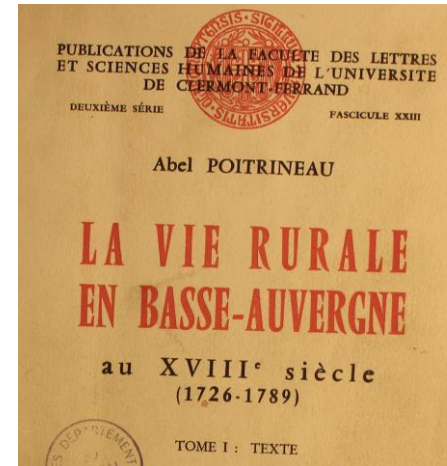 PUBLICATIONS DE LA FACULTE DES LETTRES
ET SCIENCES HUMAINES DE L'UNIVERSITE
DE CLERMONT-FERRAND
DEUXIÈME SÉRIE FASCICULE XXIII
Abel POITRINEAU
LA VIE RURALE
EN BASSE-AUVERGNE
au XVIIIe siècle
(1726-1789)
TOME I : TEXTE